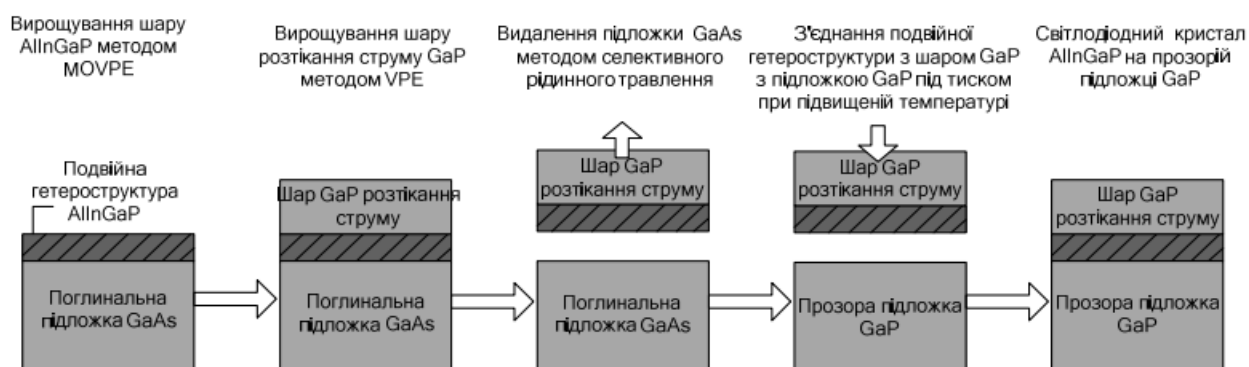 Вирощування шару
AllnGaP методом
MOVPE
Вирощування шару
розтікання струму GaP
методом VPE
Видалення підложки GaAs
методом селективного
рідинного травлення
З'єднання подвійної
гетероструктури з шаром GaP
з підложкою GaP під тиском
при підвищеній температурі
Світлодіодний кристал
AllnGaP на прозорій
підложці GaP
Подвійна
гетероструктура
AllnGaP
Поглинальна
підложка GaAs
Шар GaP розтікання
струму
Поглинальна
підложка GaAs
Шар GaP
розтікання струму
Поглинальна
підложка GaAs
Шар GaP
розтікання струму
Прозора підложка
GaP
Шар GaP
розтікання струму
Прозора підложка
GaP